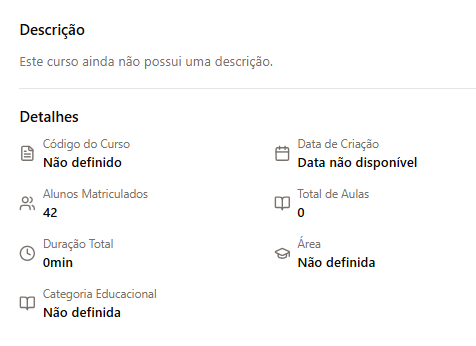 Descrição
Este curso ainda não possui uma descrição.
Detalhes
Código do Curso
Não definido
Data de Criação
Data não disponível
Alunos Matriculados
42
Total de Aulas
0
Duração Total
0min
Área
Não definida
Categoria Educacional
Não definida